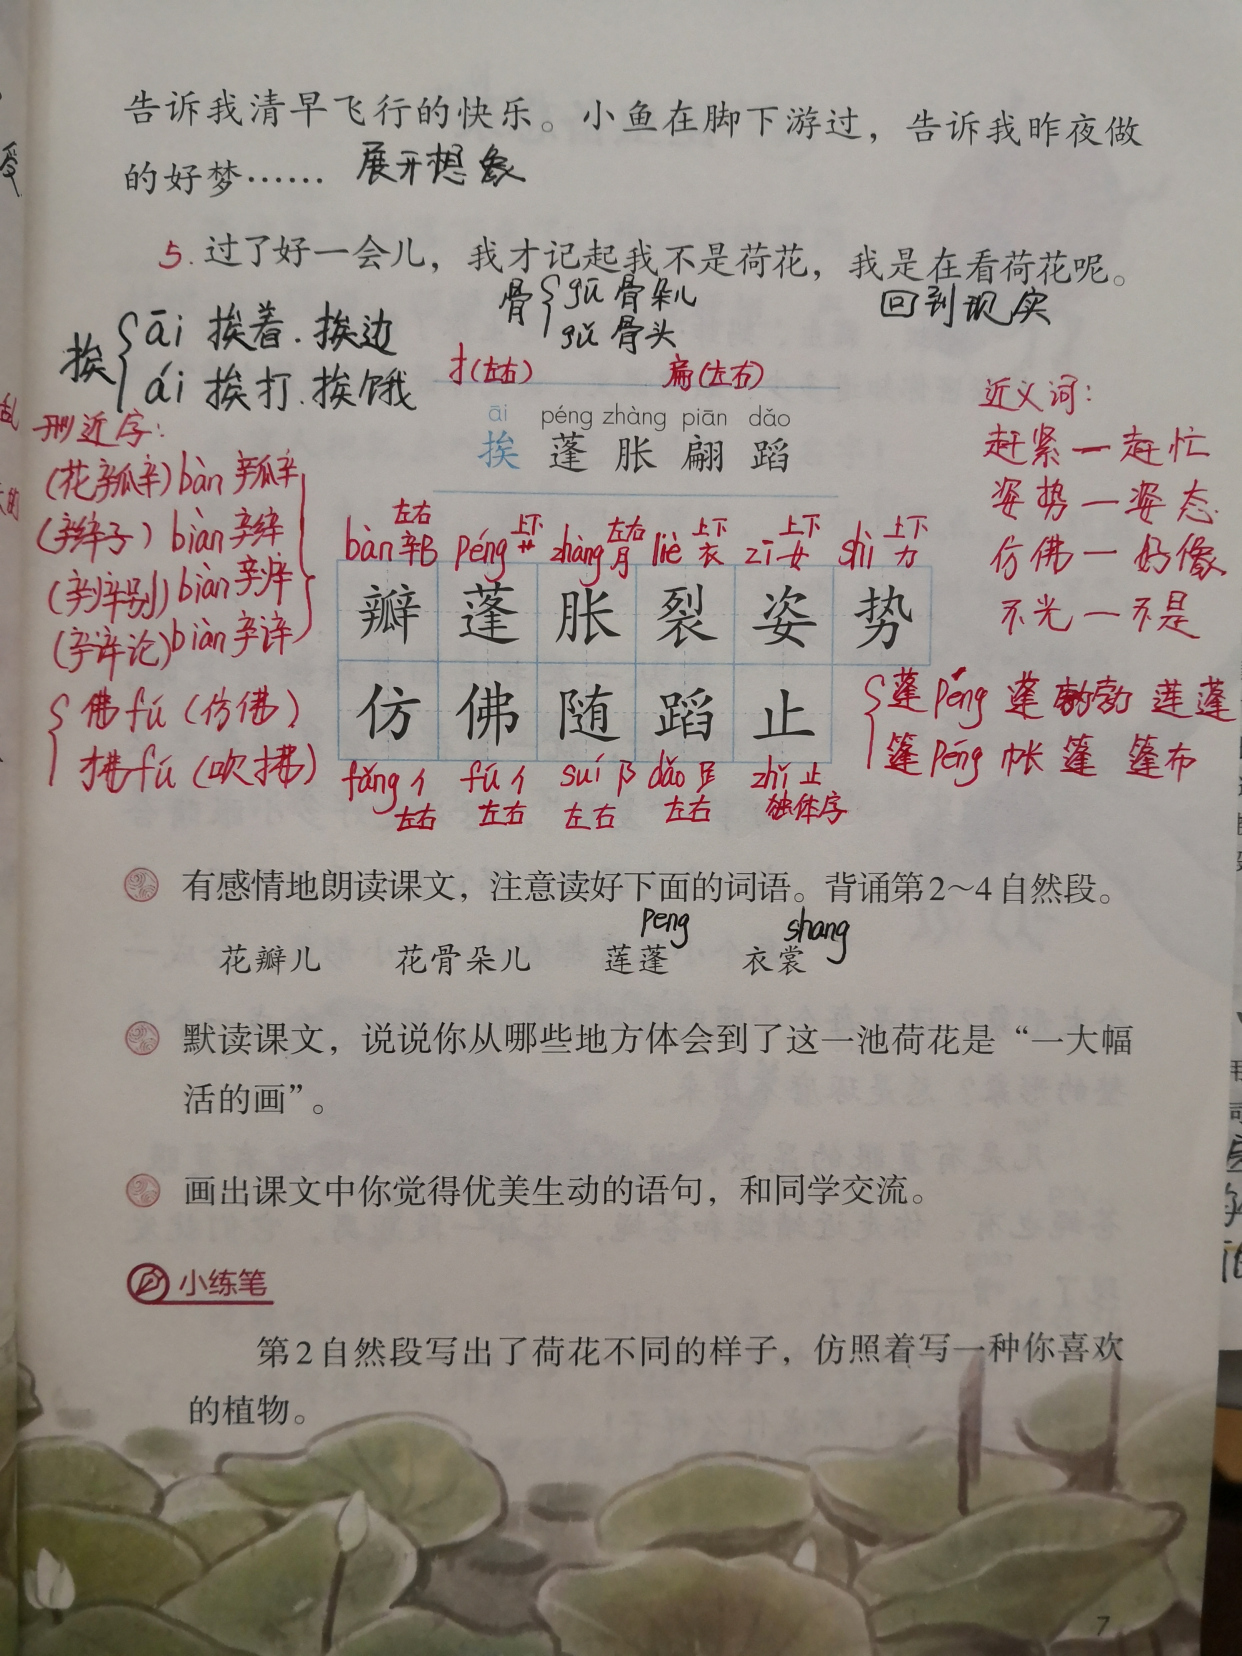 告诉我清早飞行的快乐。小鱼在脚下游过，告诉我昨夜做
的好梦…… 展开想象
5. 过了好一会儿，我才记起我不是荷花，我是在看荷花呢。
回到现实
骨 gū 骨朵儿
gǔ 骨头
挨 āi 挨着.挨边
ái 挨打.挨饿
扌(左右) 扁(左右)
āi péng zhàng piān dǎo
挨 蓬 胀 翩 蹈
形近字:
(花瓣) bàn 瓣
(辫子) biàn 辫
(辨别) biàn 辨
(辩论) biàn 辩
佛 fú (仿佛)
拂 fú (吹拂)
近义词:
赶紧—赶忙
姿势—姿态
仿佛—好像
不光—不是
左右 上下 左右 上下 上下 上下
bàn 辛 péng 艹 zhàng 月 liè 衣 zī 女 shì 力
瓣 蓬 胀 裂 姿 势
仿 佛 随 蹈 止
fǎng 亻 fú 亻 suí 阝 dǎo 𧾷 zhǐ 止
左右 左右 左右 左右 独体字
蓬 péng 蓬勃 勃 莲蓬
篷 péng 帐篷 篷布
有感情地朗读课文，注意读好下面的词语。背诵第2～4自然段。
peng shang
花瓣儿 花骨朵儿 莲蓬 衣裳
默读课文，说说你从哪些地方体会到了这一池荷花是“一大幅
活的画”。
画出课文中你觉得优美生动的语句，和同学交流。
小练笔
第2自然段写出了荷花不同的样子，仿照着写一种你喜欢
的植物。
7